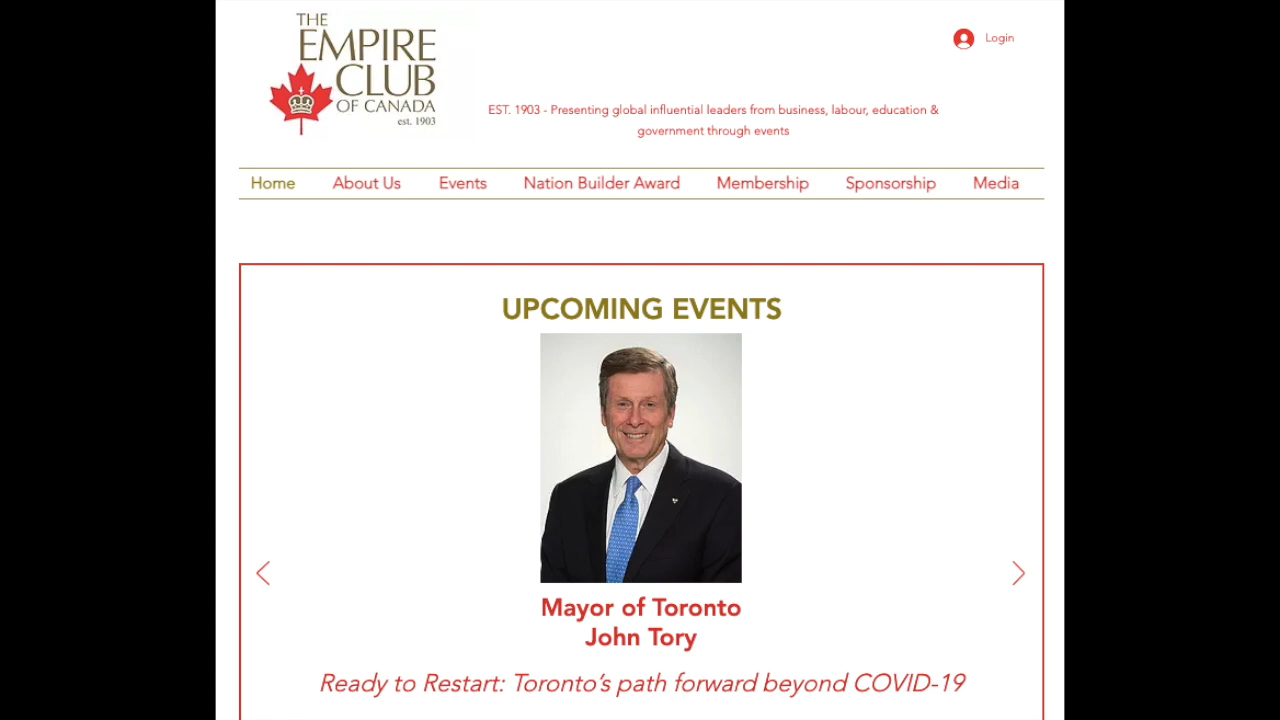 THE
EMPIRE
CLUB
OF CANADA
est. 1903
Login
EST. 1903 - Presenting global influential leaders from business, labour, education &
government through events
Home About Us Events Nation Builder Award Membership Sponsorship Media
UPCOMING EVENTS
Mayor of Toronto
John Tory
Ready to Restart: Toronto's path forward beyond COVID-19